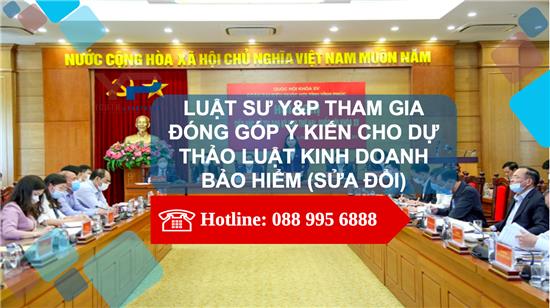 NƯỚC CỘNG HÒA XÃ HỘI CHỦ NGHĨA VIỆT NAM MUÔN NĂM
QUỐC HỘI KHÓA XV
LUẬT SƯ Y&P THAM GIA
ĐÓNG GÓP Ý KIẾN CHO DỰ
THẢO LUẬT KINH DOANH
BẢO HIỂM (SỬA ĐỔI)
Hotline: 088 995 6888